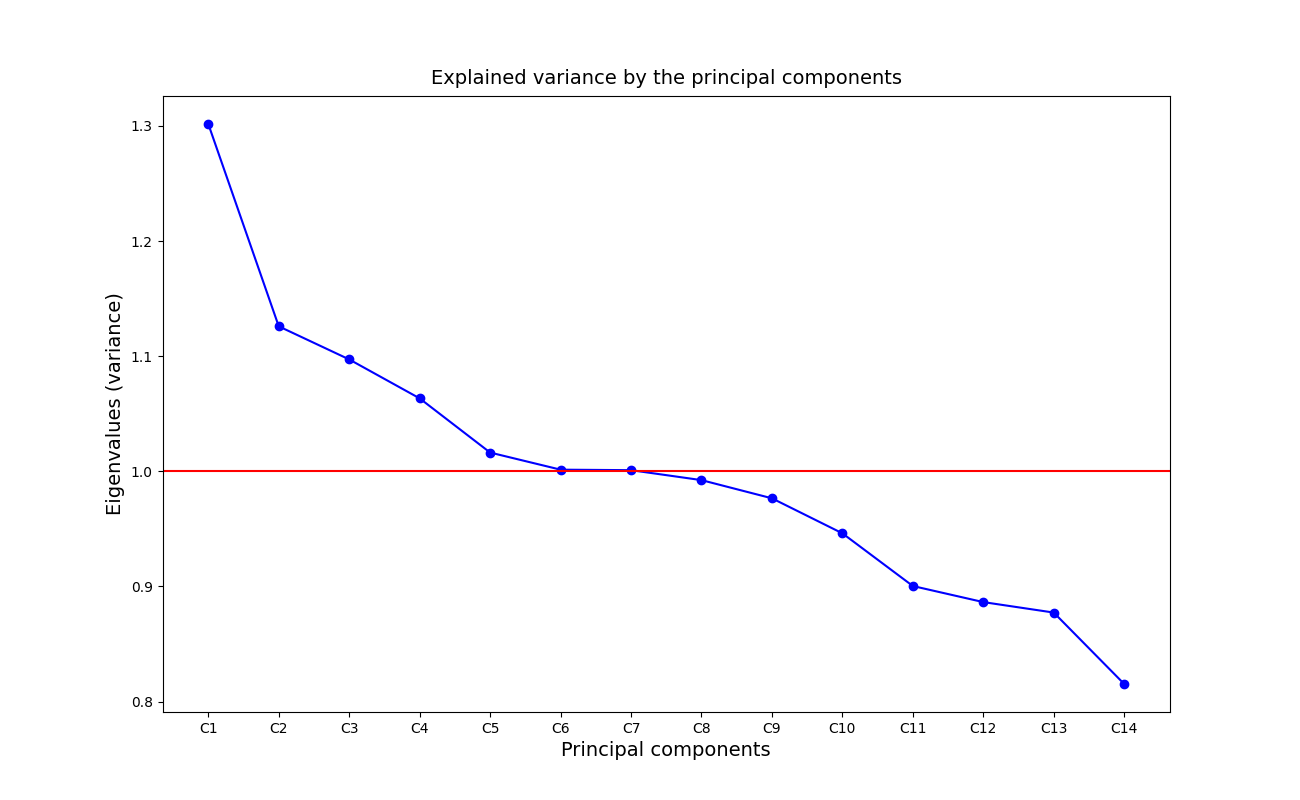 Explained variance by the principal components
Eigenvalues (variance)
1.3
1.2
1.1
1.0
0.9
0.8
C1 C2 C3 C4 C5 C6 C7 C8 C9 C10 C11 C12 C13 C14
Principal components